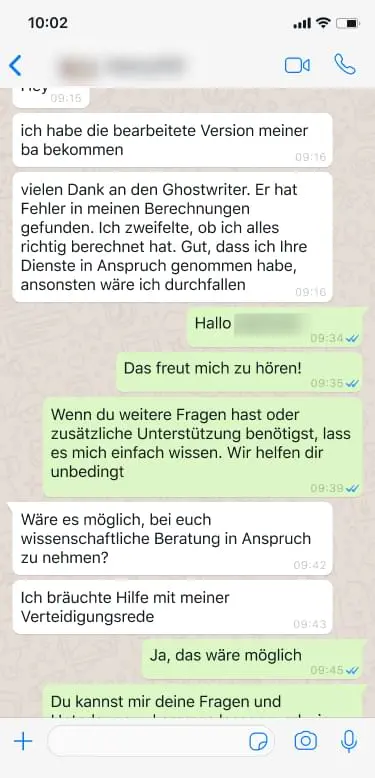 10:02
09:15
ich habe die bearbeitete Version meiner
ba bekommen
09:16
vielen Dank an den Ghostwriter. Er hat
Fehler in meinen Berechnungen
gefunden. Ich zweifelte, ob ich alles
richtig berechnet hat. Gut, dass ich Ihre
Dienste in Anspruch genommen habe,
ansonsten wäre ich durchfallen
09:16
Hallo
09:34
Das freut mich zu hören!
09:35
Wenn du weitere Fragen hast oder
zusätzliche Unterstützung benötigst, lass
es mich einfach wissen. Wir helfen dir
unbedingt
09:39
Wäre es möglich, bei euch
wissenschaftliche Beratung in Anspruch
zu nehmen?
09:42
Ich bräuchte Hilfe mit meiner
Verteidigungsrede
09:43
Ja, das wäre möglich
09:45
Du kannst mir deine Fragen und